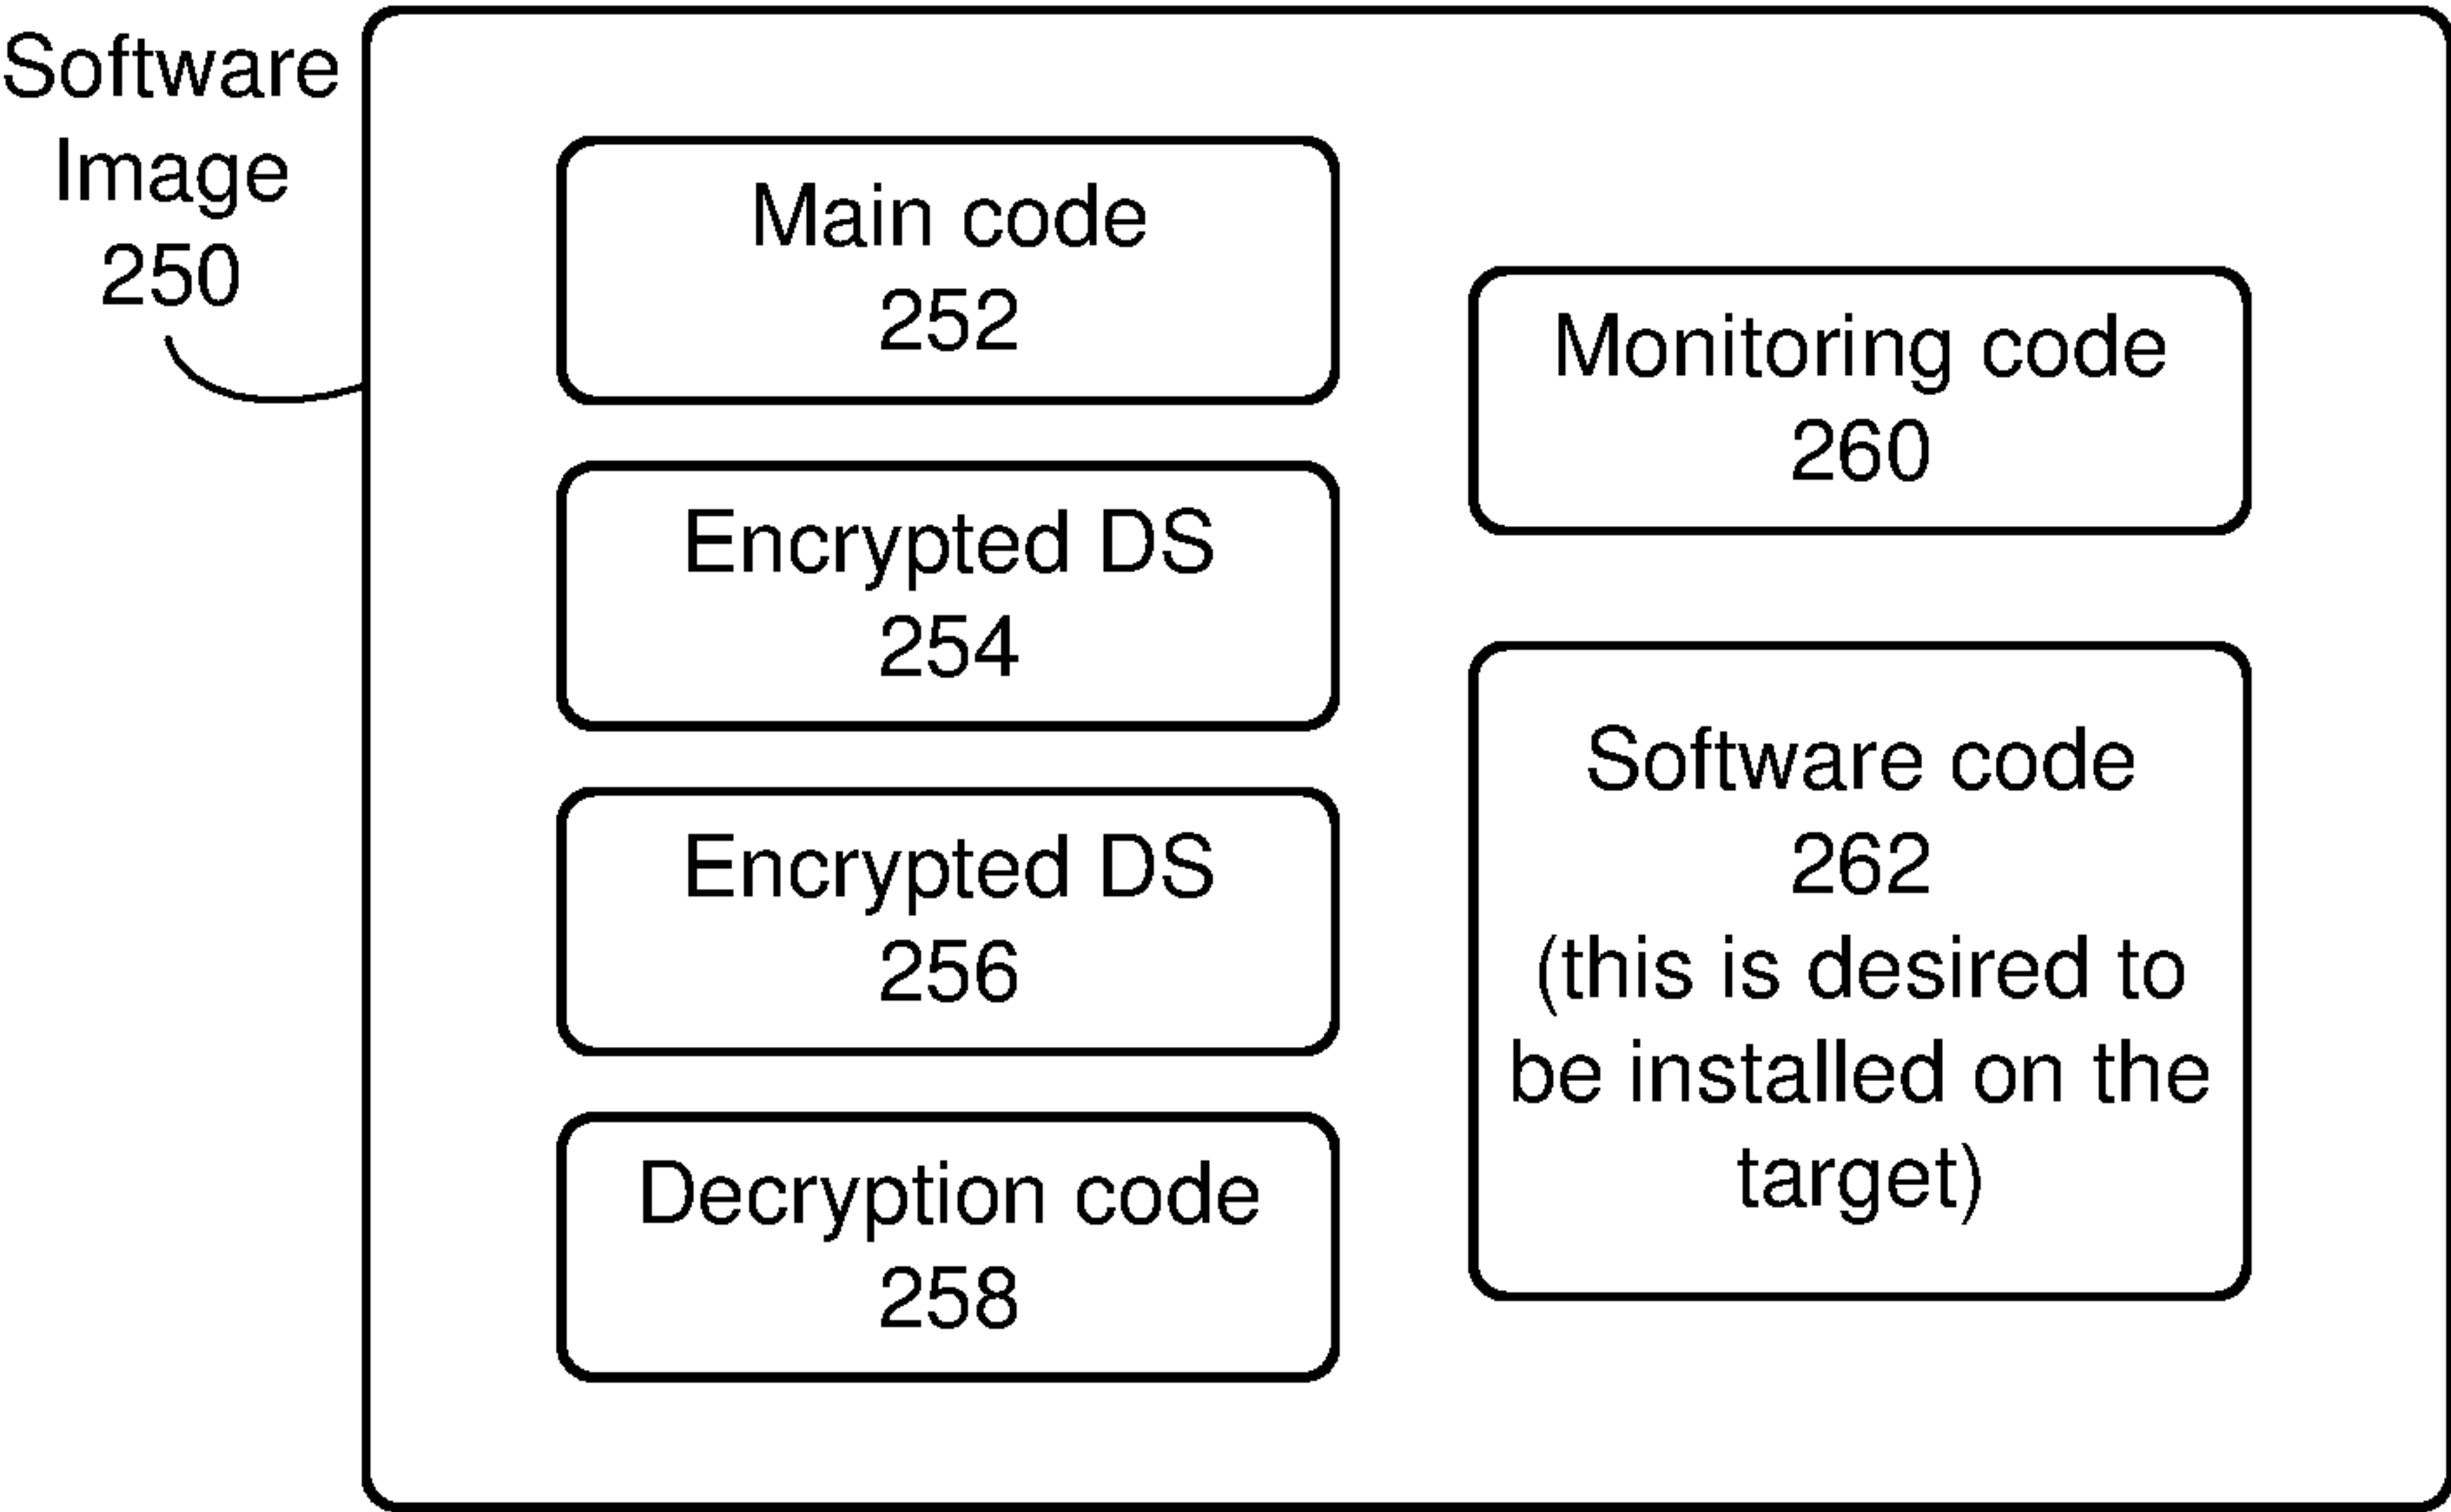 Software
Image
250
Main code
252
Encrypted DS
254
Encrypted DS
256
Decryption code
258
Monitoring code
260
Software code
262
(this is desired to
be installed on the
target)